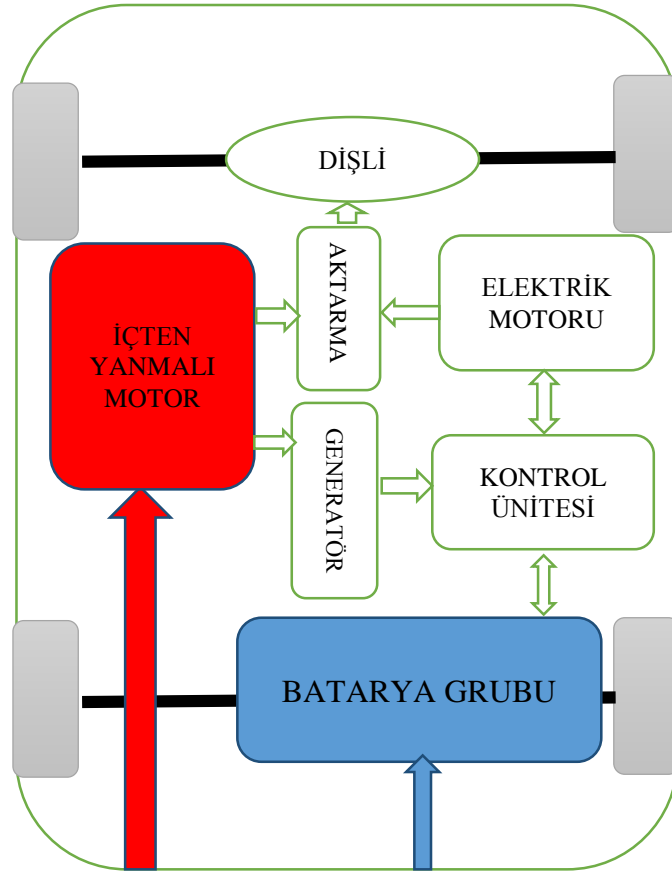 DİŞLİ
AKTARMA
ELEKTRİK
MOTORU
İÇTEN
YANMALI
MOTOR
GENERATÖR
KONTROL
ÜNİTESİ
BATARYA GRUBU